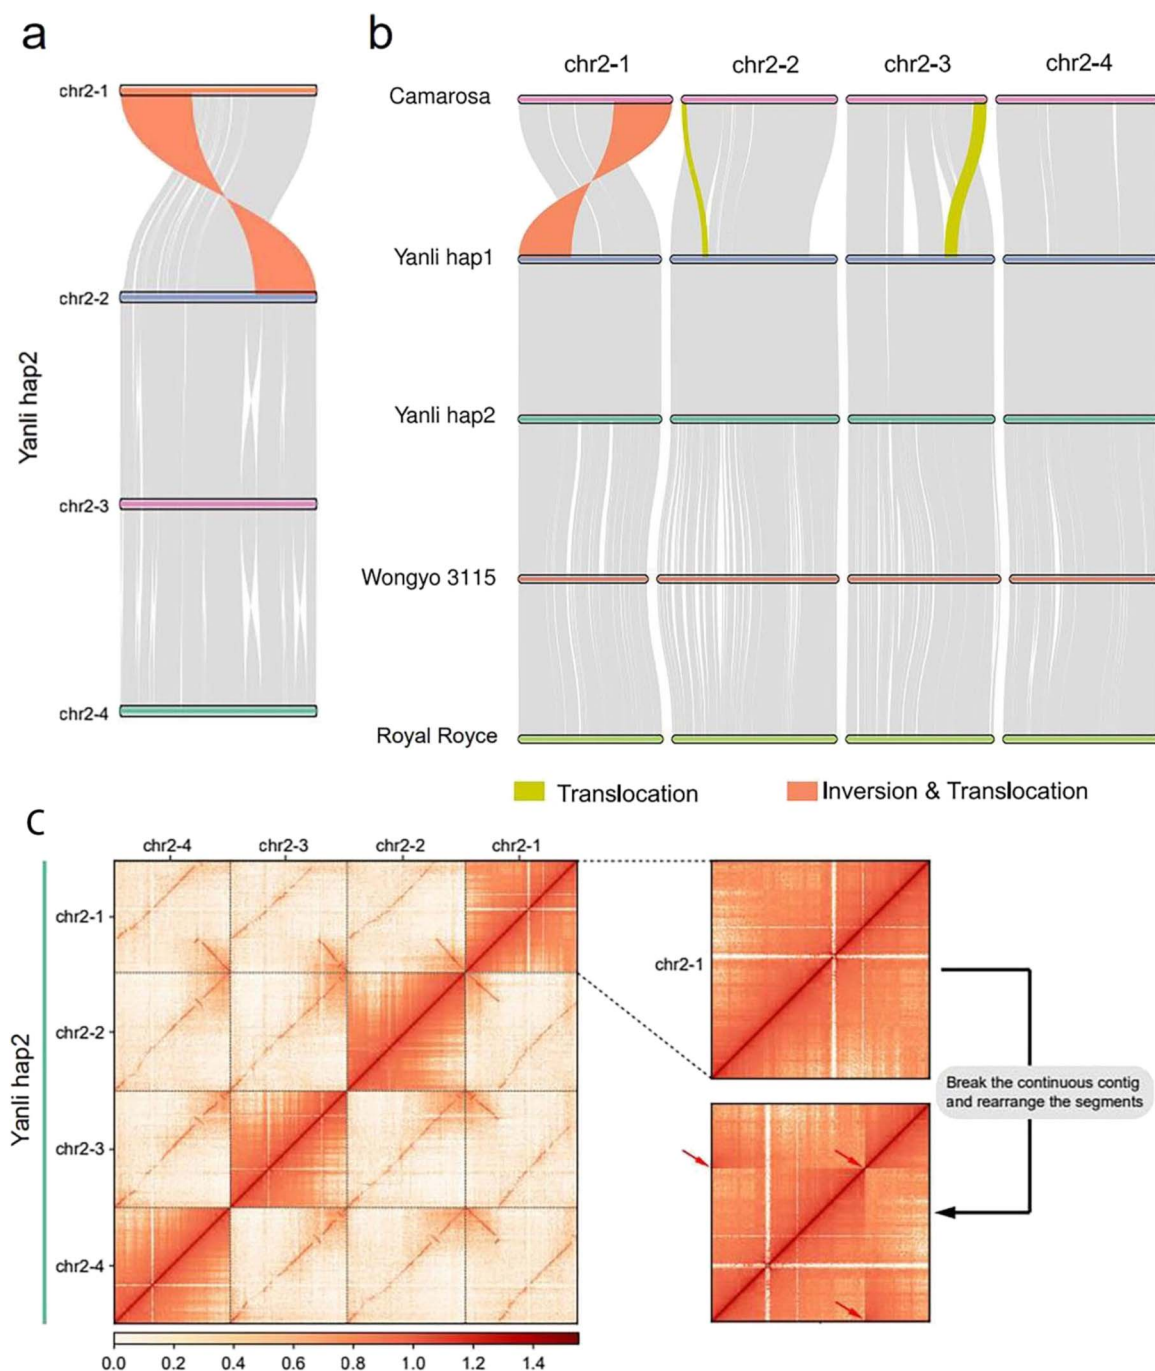 a
chr2-1
chr2-2
chr2-3
chr2-4
Yanli hap2
b
chr2-1 chr2-2 chr2-3 chr2-4
Camarosa
Yanli hap1
Yanli hap2
Wongyo 3115
Royal Royce
Translocation
Inversion & Translocation
c
chr2-4 chr2-3 chr2-2 chr2-1
chr2-1
chr2-2
chr2-3
chr2-4
Yanli hap2
0.0 0.2 0.4 0.6 0.8 1.0 1.2 1.4
chr2-1
Break the continuous contig
and rearrange the segments